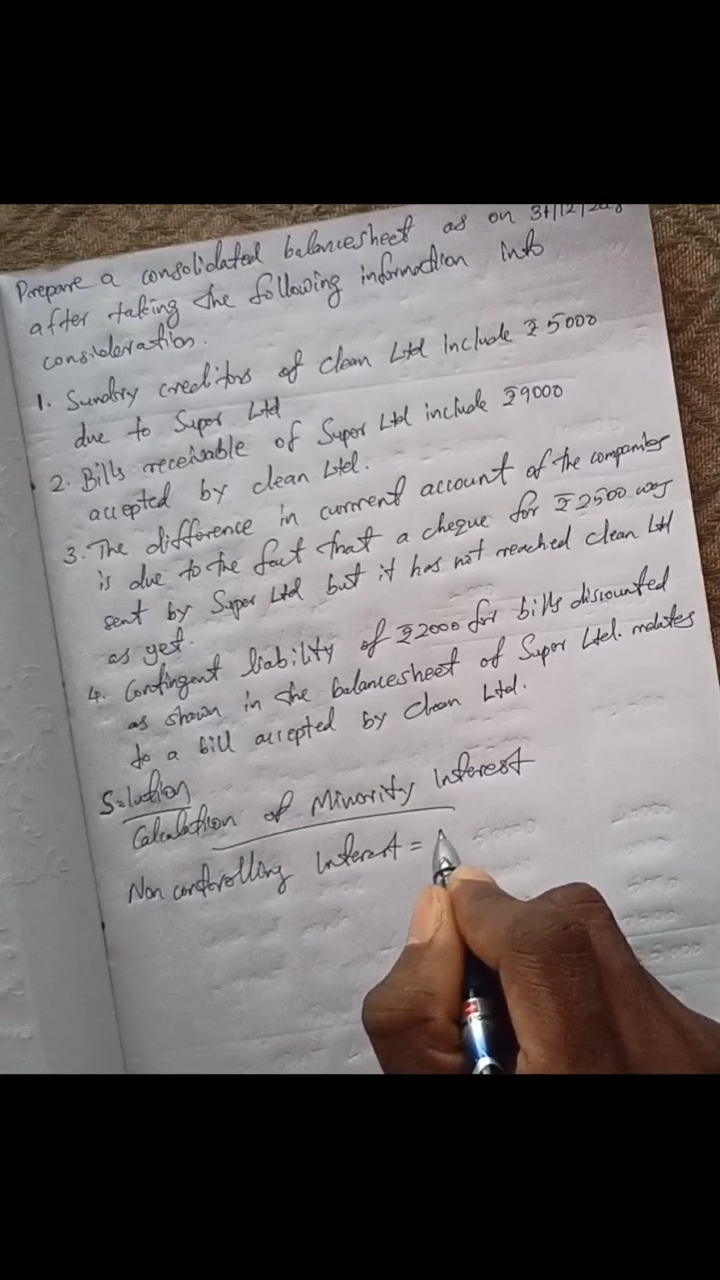 Prepare a consolidated balancesheet as on 31/12/
after taking the following information into
consideration.
1. Sundry creditors of Clean Ltd include ₹5000
due to Super Ltd
2. Bills receivable of Super Ltd include ₹9000
accepted by clean Ltd.
3. The difference in current account of the companies
is due to the fact that a cheque for ₹2500 was
sent by Super Ltd but it has not reached Clean Ltd
as yet.
4. Contingent liability of ₹2000 for bills discounted
as shown in the balancesheet of Super Ltd. relates
to a bill accepted by Clean Ltd.
Solution
Calculation of Minority Interest
Non controlling Interest =